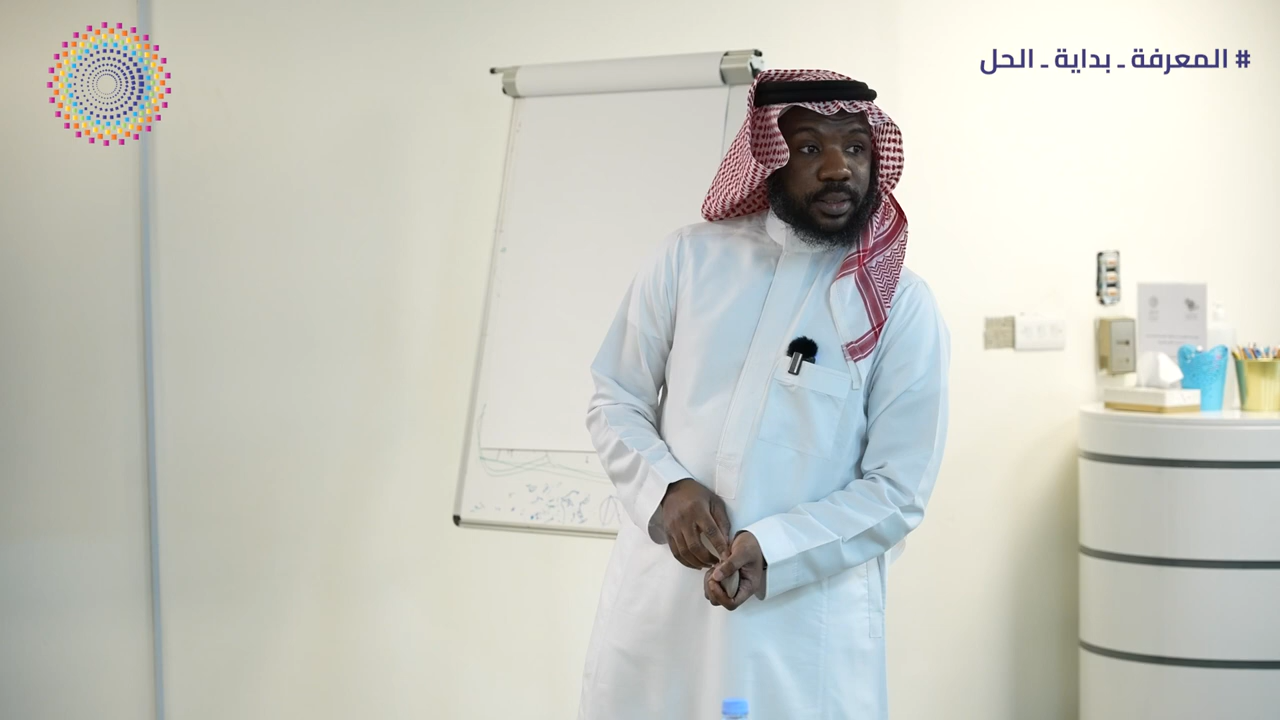 # المعرفة ـ بداية ـ الحل